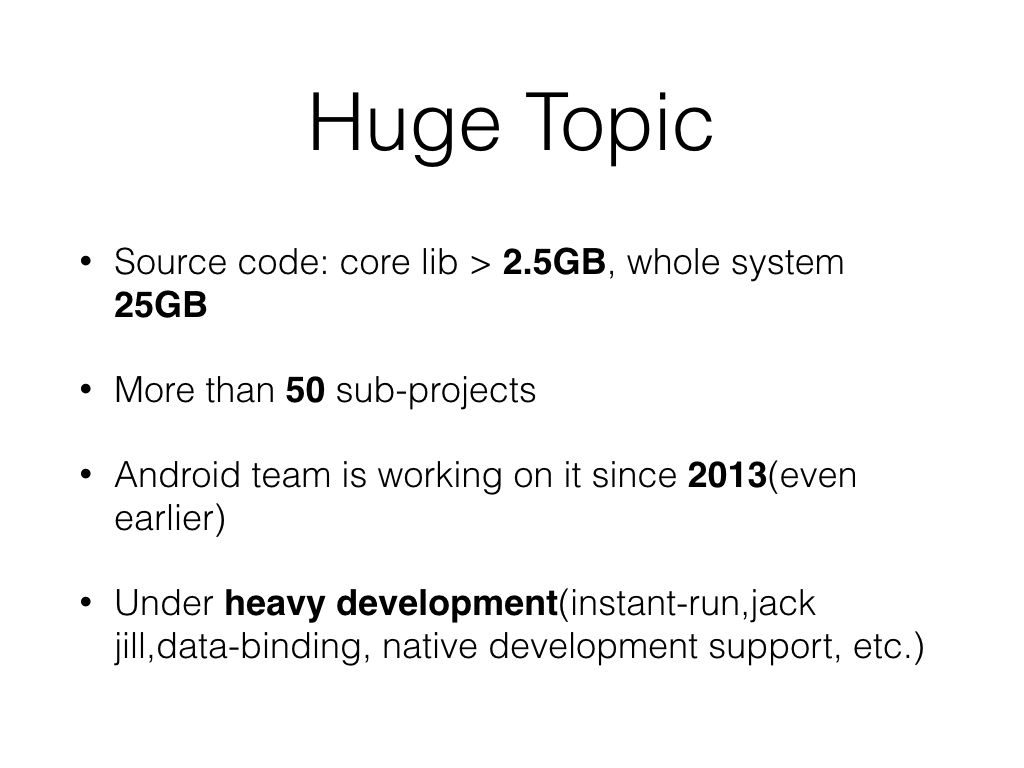 Huge Topic
• Source code: core lib > 2.5GB, whole system
25GB
• More than 50 sub-projects
• Android team is working on it since 2013(even
earlier)
• Under heavy development(instant-run,jack
jill,data-binding, native development support, etc.)